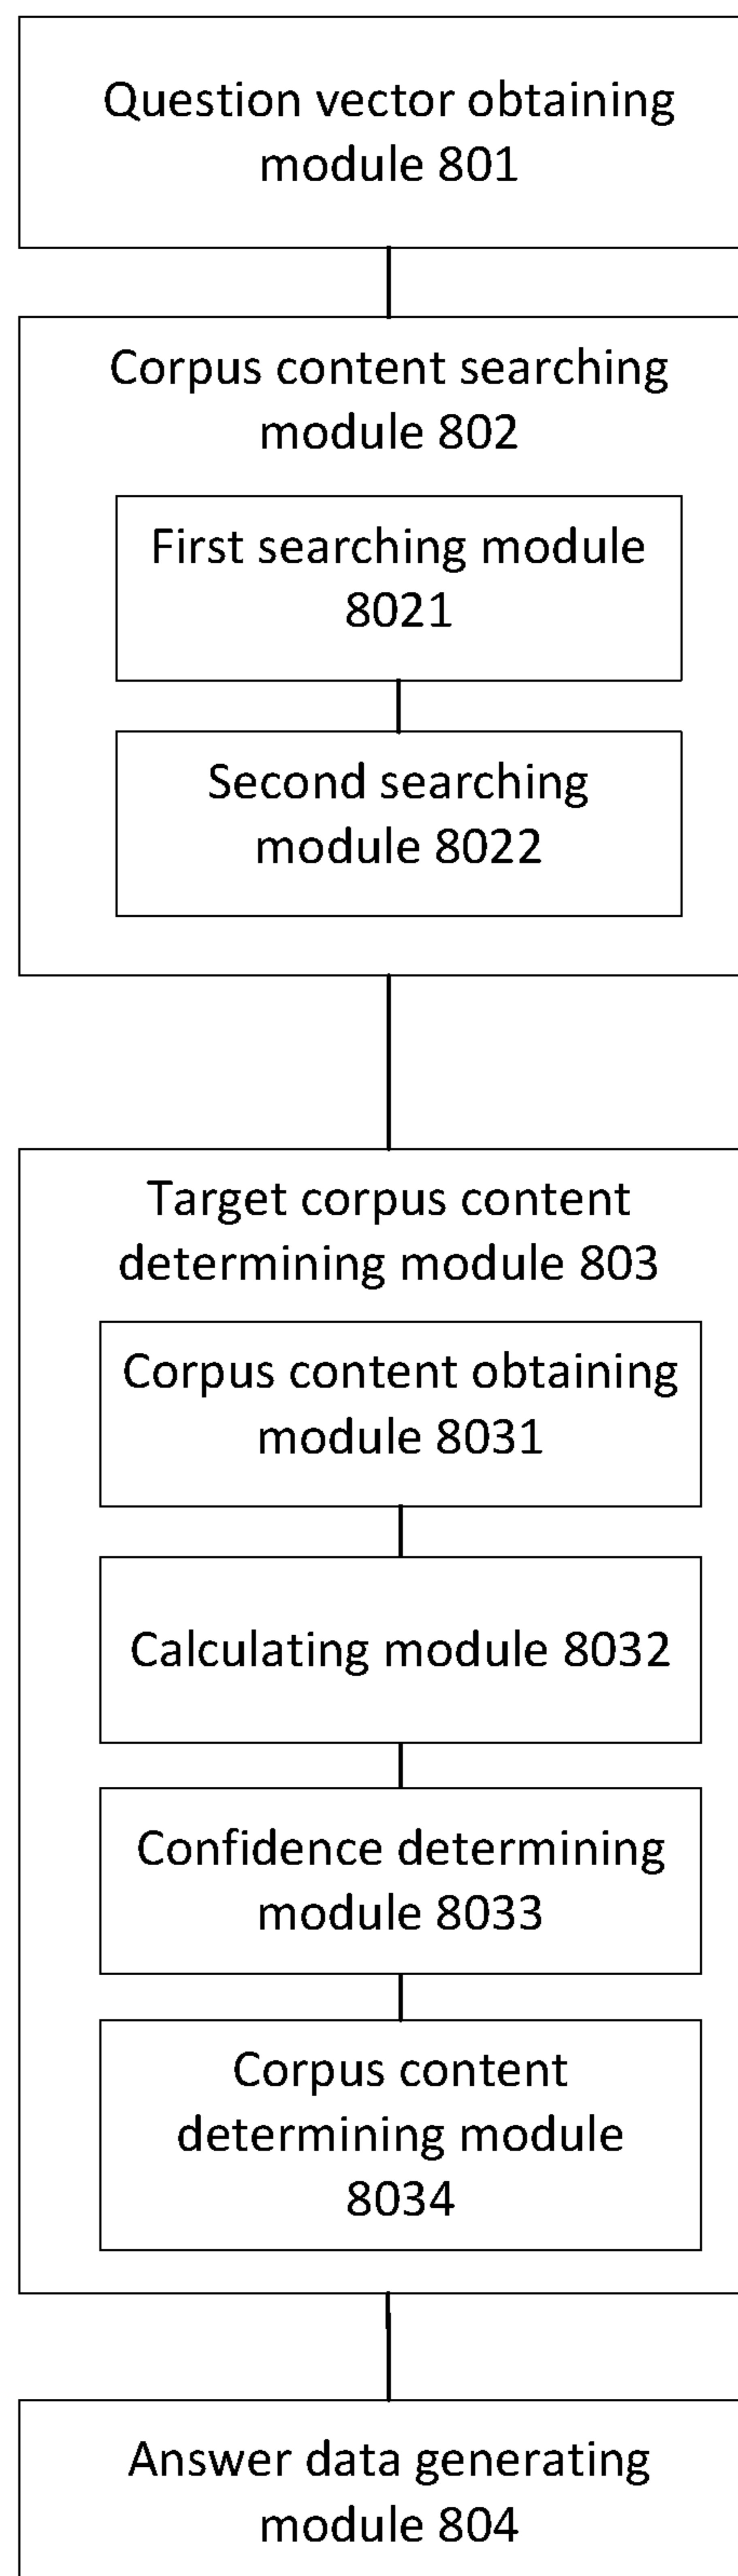 Question vector obtaining
module 801
Corpus content searching
module 802
First searching module
8021
Second searching
module 8022
Target corpus content
determining module 803
Corpus content obtaining
module 8031
Calculating module 8032
Confidence determining
module 8033
Corpus content
determining module
8034
Answer data generating
module 804